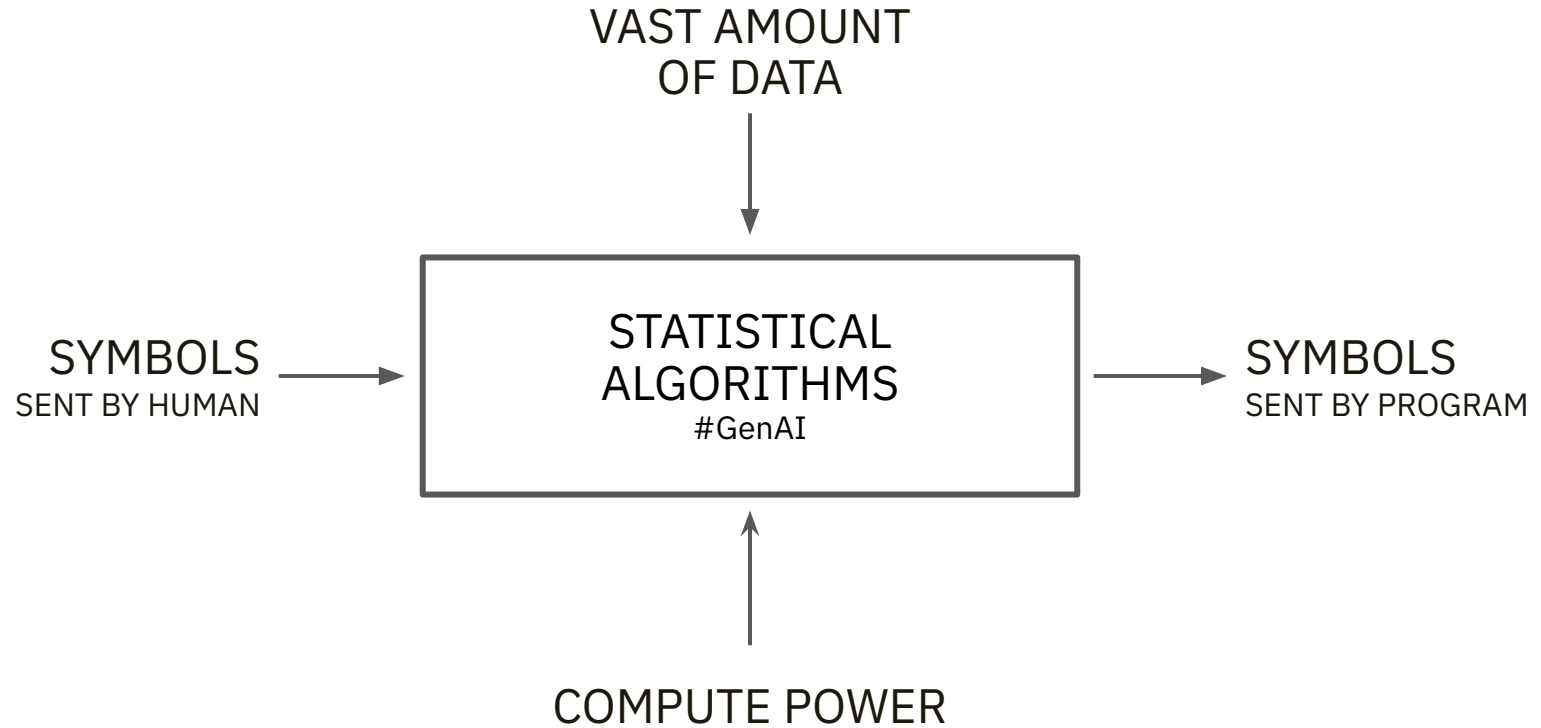 VAST AMOUNT
OF DATA
SYMBOLS
SENT BY HUMAN
STATISTICAL
ALGORITHMS
#GenAI
SYMBOLS
SENT BY PROGRAM
COMPUTE POWER